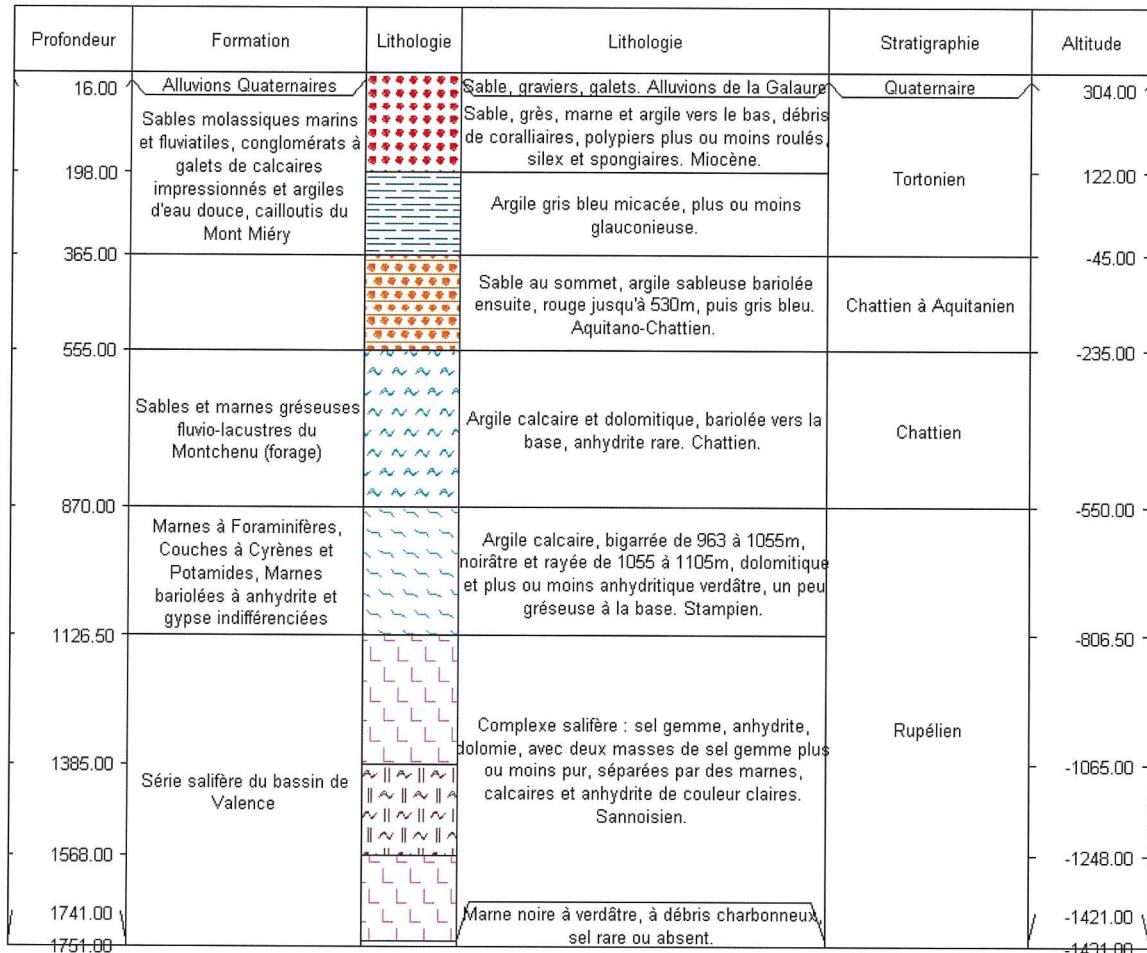 Profondeur
Formation
Lithologie
Lithologie
Stratigraphie
Altitude
16.00
Alluvions Quaternaires
Sable, graviers, galets. Alluvions de la Galaure
Quaternaire
304.00
Sables molassiques marins
et fluviatiles, conglomérats à
galets de calcaires
impressionnés et argiles
d'eau douce, cailloutis du
Mont Miéry
Sable, grès, marne et argile vers le bas, débris
de coralliaires, polypiers plus ou moins roulés,
silex et spongiaires. Miocène.
Tortonien
198.00
122.00
Argile gris bleu micacée, plus ou moins
glauconieuse.
365.00
-45.00
Sable au sommet, argile sableuse bariolée
ensuite, rouge jusqu'à 530m, puis gris bleu.
Aquitano-Chattien.
Chattien à Aquitanien
555.00
-235.00
Sables et marnes gréseuses
fluvio-lacustres du
Montchenu (forage)
Argile calcaire et dolomitique, bariolée vers la
base, anhydrite rare. Chattien.
Chattien
870.00
-550.00
Marnes à Foraminifères,
Couches à Cyrènes et
Potamides, Marnes
bariolées à anhydrite et
gypse indifférenciées
Argile calcaire, bigarrée de 963 à 1055m,
noirâtre et rayée de 1055 à 1105m, dolomitique
et plus ou moins anhydritique verdâtre, un peu
gréseuse à la base. Stampien.
Rupélien
1126.50
-806.50
Série salifère du bassin de
Valence
Complexe salifère : sel gemme, anhydrite,
dolomie, avec deux masses de sel gemme plus
ou moins pur, séparées par des marnes,
calcaires et anhydrite de couleur claires.
Sannoisien.
1385.00
-1065.00
1568.00
-1248.00
1741.00
-1421.00
Marne noire à verdâtre, à débris charbonneux,
sel rare ou absent.
1751.00
-1431.00